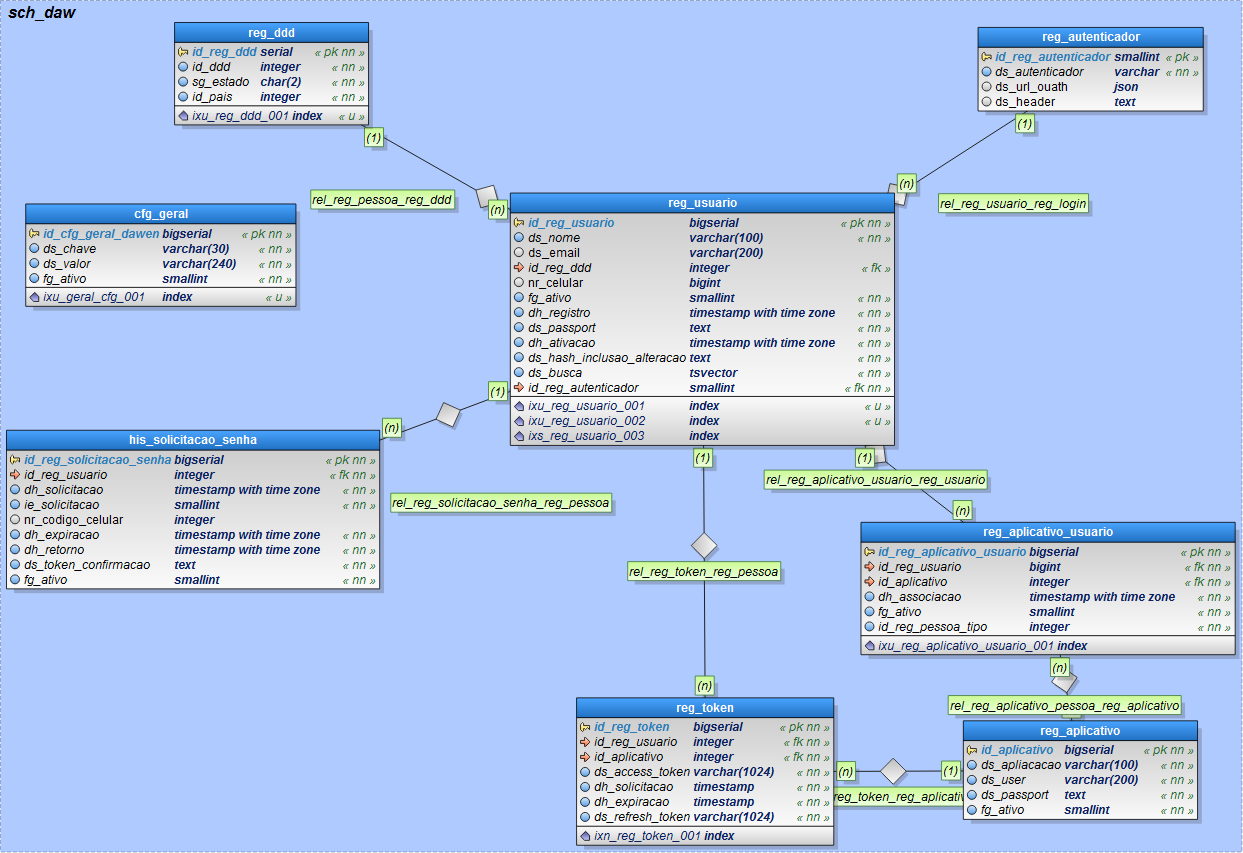 sch_daw
reg_ddd
id_reg_ddd serial « pk nn »
id_ddd integer « nn »
sg_estado char(2) « nn »
id_pais integer « nn »
ixu_reg_ddd_001 index « u »
(1)
reg_autenticador
id_reg_autenticador smallint « pk »
ds_autenticador varchar « nn »
ds_url_ouath json
ds_header text
(1)
rel_reg_pessoa_reg_ddd
(n)
(n)
rel_reg_usuario_reg_login
cfg_geral
id_cfg_geral_dawen bigserial « pk nn »
ds_chave varchar(30) « nn »
ds_valor varchar(240) « nn »
fg_ativo smallint « nn »
ixu_geral_cfg_001 index « u »
reg_usuario
id_reg_usuario bigserial « pk nn »
ds_nome varchar(100) « nn »
ds_email varchar(200)
id_reg_ddd integer « fk »
nr_celular bigint
fg_ativo smallint « nn »
dh_registro timestamp with time zone « nn »
ds_passport text « nn »
dh_ativacao timestamp with time zone « nn »
ds_hash_inclusao_alteracao text « nn »
ds_busca tsvector « nn »
id_reg_autenticador smallint « fk nn »
ixu_reg_usuario_001 index « u »
ixu_reg_usuario_002 index « u »
ixs_reg_usuario_003 index
(1)
(n)
his_solicitacao_senha
id_reg_solicitacao_senha bigserial « pk nn »
id_reg_usuario integer « fk nn »
dh_solicitacao timestamp with time zone « nn »
ie_solicitacao smallint « nn »
nr_codigo_celular integer
dh_expiracao timestamp with time zone « nn »
dh_retorno timestamp with time zone « nn »
ds_token_confirmacao text « nn »
fg_ativo smallint « nn »
rel_reg_solicitacao_senha_reg_pessoa
(1)
(1)
rel_reg_aplicativo_usuario_reg_usuario
(n)
rel_reg_token_reg_pessoa
reg_aplicativo_usuario
id_reg_aplicativo_usuario bigserial « pk nn »
id_reg_usuario bigint « fk nn »
id_aplicativo integer « fk nn »
dh_associacao timestamp with time zone « nn »
fg_ativo smallint « nn »
id_reg_pessoa_tipo integer « nn »
ixu_reg_aplicativo_usuario_001 index
(n)
(n)
rel_reg_aplicativo_pessoa_reg_aplicativo
reg_token
id_reg_token bigserial « pk nn »
id_reg_usuario integer « fk nn »
id_aplicativo integer « fk nn »
ds_access_token varchar(1024) « nn »
dh_solicitacao timestamp « nn »
dh_expiracao timestamp « nn »
ds_refresh_token varchar(1024) « nn »
ixn_reg_token_001 index
(n)
(1)
reg_token_reg_aplicativ
reg_aplicativo
id_aplicativo bigserial « pk nn »
ds_apliacacao varchar(100) « nn »
ds_user varchar(200) « nn »
ds_passport text « nn »
fg_ativo smallint « nn »